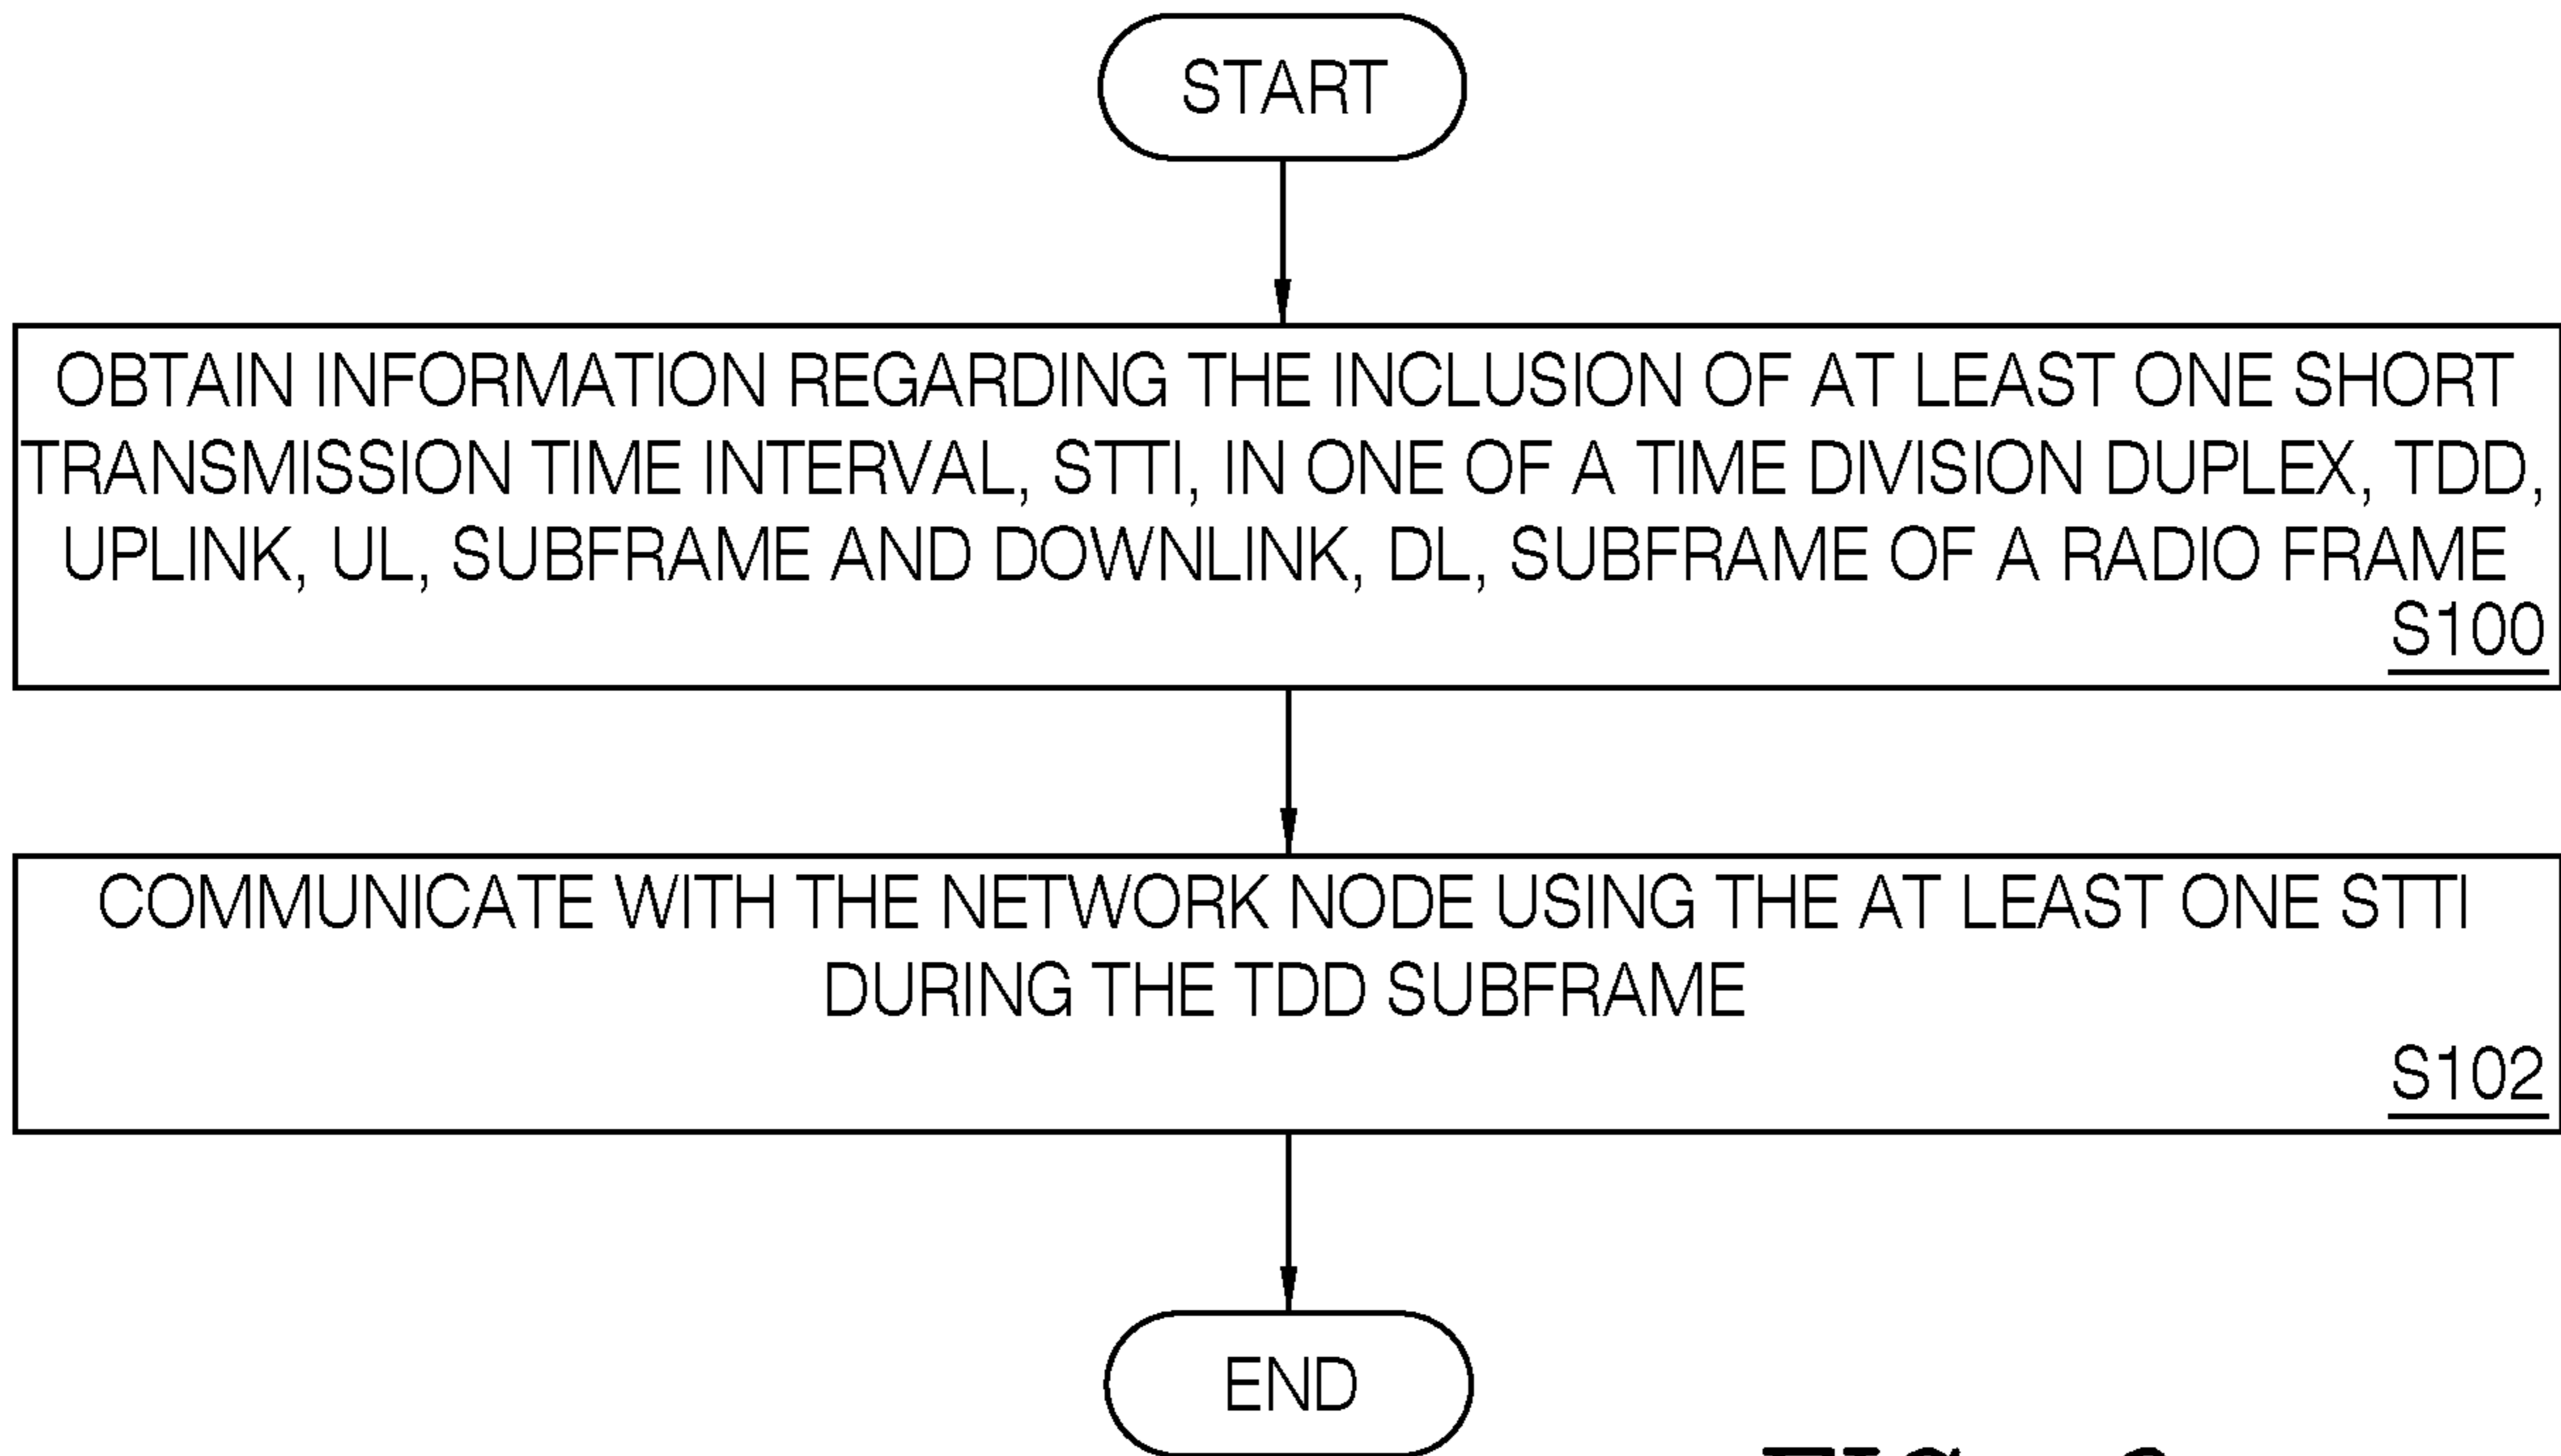 START
OBTAIN INFORMATION REGARDING THE INCLUSION OF AT LEAST ONE SHORT
TRANSMISSION TIME INTERVAL, STTI, IN ONE OF A TIME DIVISION DUPLEX, TDD,
UPLINK, UL, SUBFRAME AND DOWNLINK, DL, SUBFRAME OF A RADIO FRAME
S100
COMMUNICATE WITH THE NETWORK NODE USING THE AT LEAST ONE STTI
DURING THE TDD SUBFRAME
S102
END